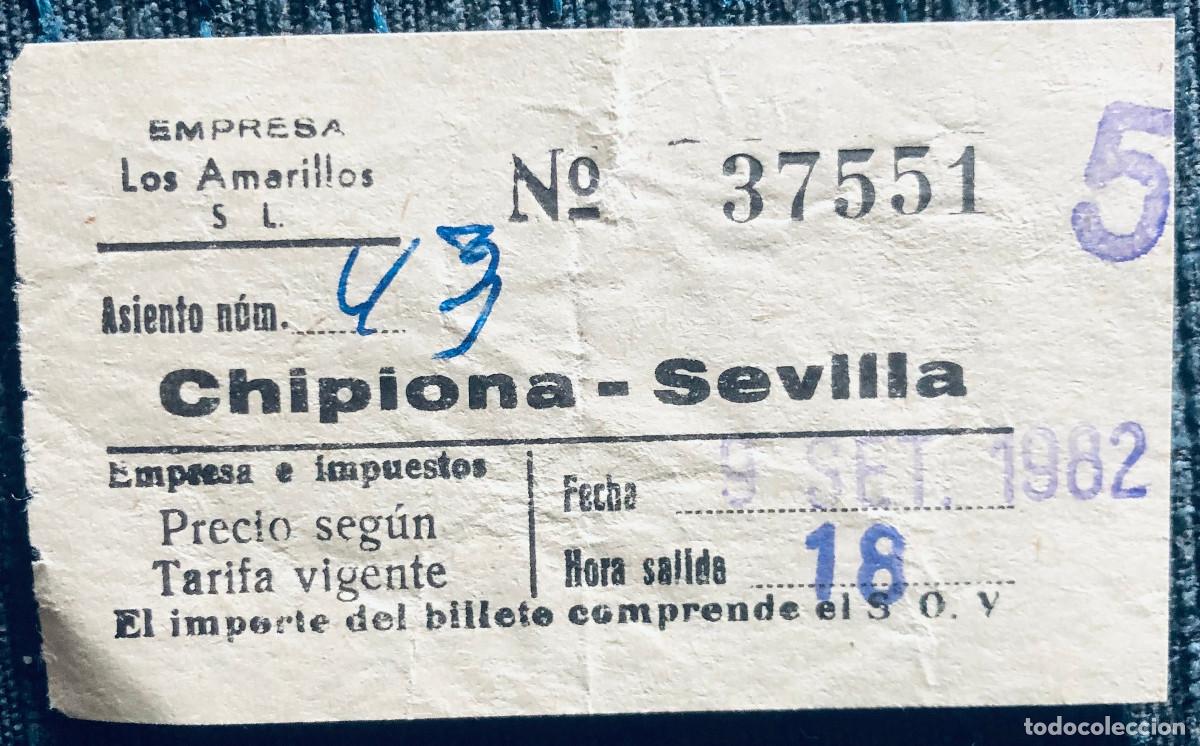 EMPRESA
Los Amarillos
S L.
Nº 37551
5
Asiento núm. 43
Chipiona - Sevilla
Empresa e impuestos
Precio según
Tarifa vigente
Fecha 9 SET. 1982
Hora salida 18
El importe del billete comprende el S O. V
todocoleccion